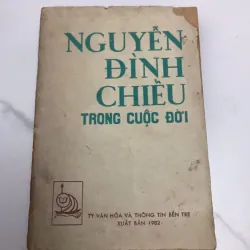 NGUYỄN
ĐÌNH
CHIỂU
TRONG CUỘC ĐỜI
TY VĂN HÓA VÀ THÔNG TIN BẾN TRE
XUẤT BẢN 1982